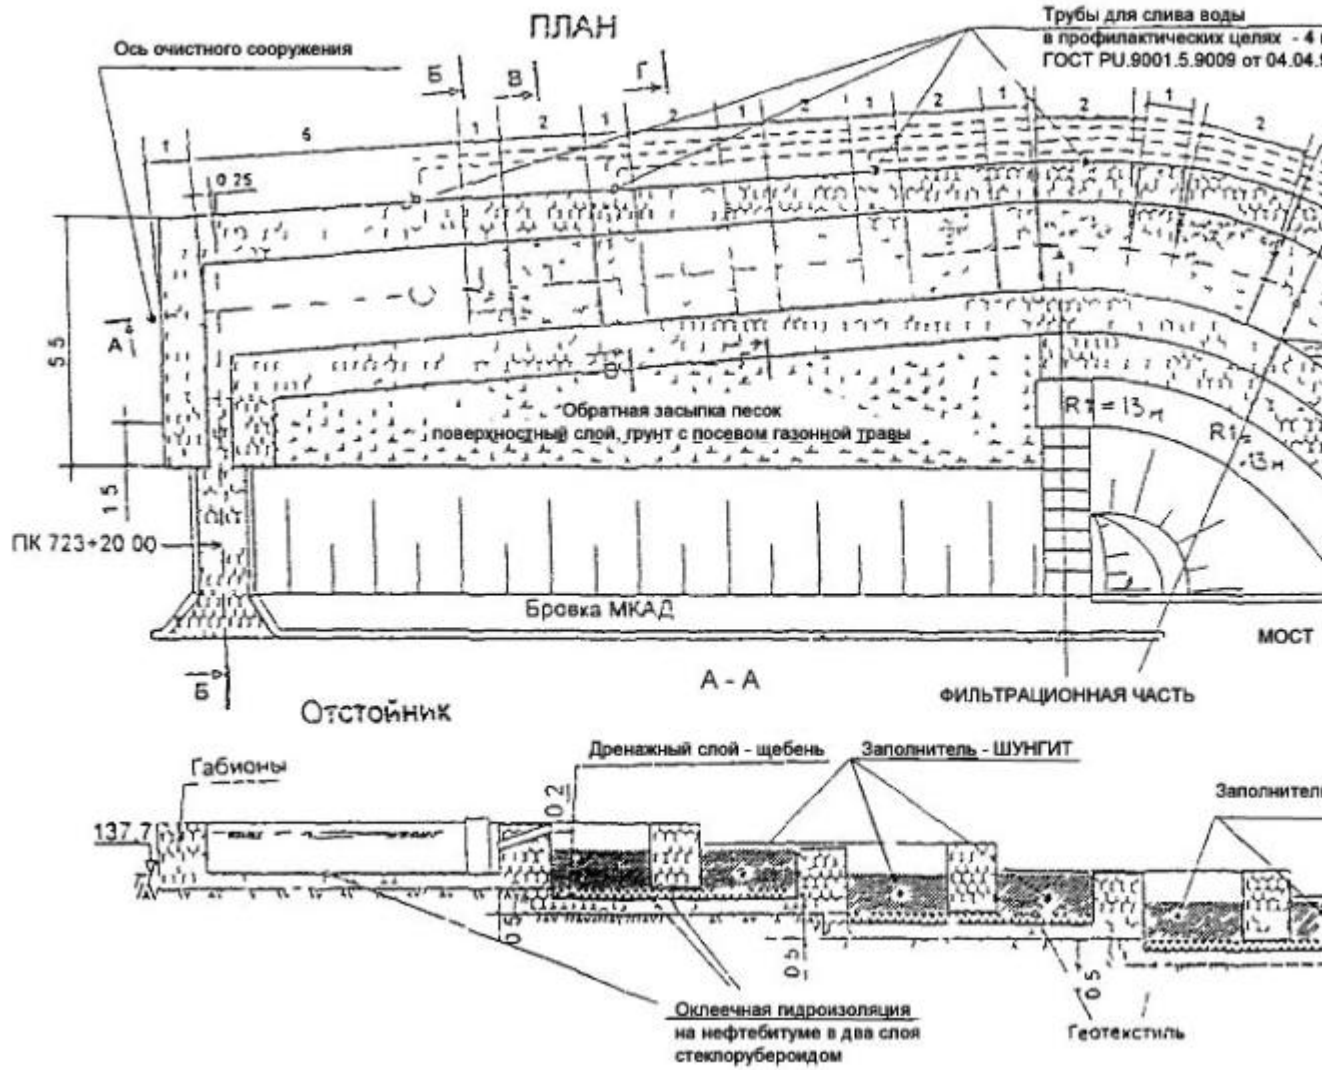 ПЛАН
Ось очистного сооружения
Трубы для слива воды
в профилактических целях - 4
ГОСТ PU.9001.5.9009 от 04.04.
Б
В
Г
1
6
1
2
1
2
1
2
1
2
1
2
1
2
0 25
5 5
А
1 5
Обратная засыпка песок
поверхностный слой, грунт с посевом газонной травы
R1 = 13 м
R1 =
13 м
ПК 723+20 00
Бровка МКАД
МОСТ
Б
А - А
ФИЛЬТРАЦИОННАЯ ЧАСТЬ
Отстойник
Габионы
Дренажный слой - щебень
Заполнитель - ШУНГИТ
Заполнитель
137.7
0 2
0 5
0 5
0 5
Оклеечная гидроизоляция
на нефтебитуме в два слоя
стеклорубероидом
Геотекстиль